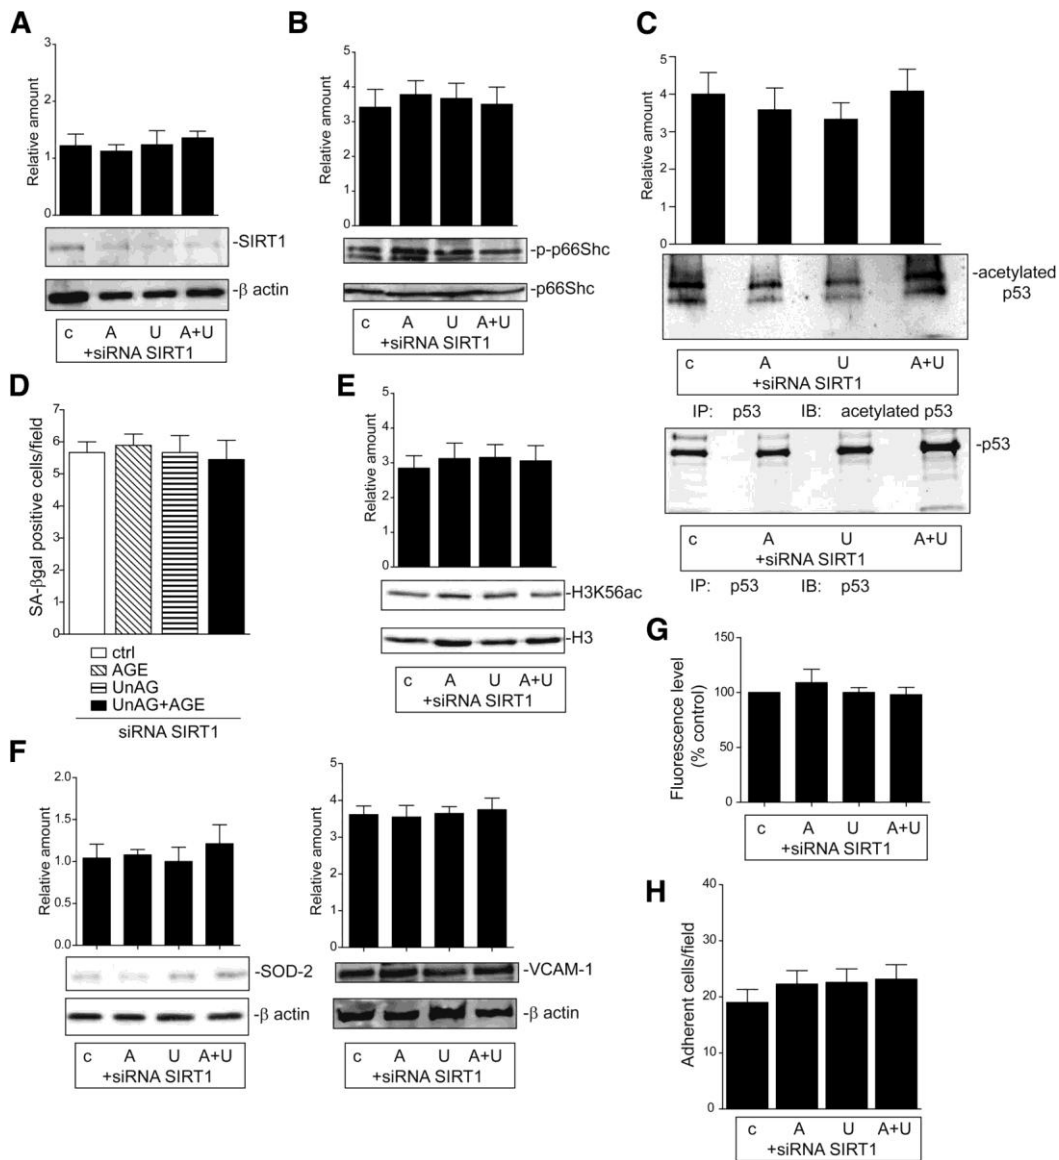 A
Relative amount
3
2
1
0
-SIRT1
-β actin
c A U A+U
+siRNA SIRT1
B
Relative amount
5
4
3
2
1
0
-p-p66Shc
-p66Shc
c A U A+U
+siRNA SIRT1
C
Relative amount
5
4
3
2
1
0
-acetylated
p53
c A U A+U
+siRNA SIRT1
IP: p53 IB: acetylated p53
-p53
c A U A+U
+siRNA SIRT1
IP: p53 IB: p53
D
SA-βgal positive cells/field
7
6
5
4
3
2
1
0
ctrl
AGE
UnAG
UnAG+AGE
siRNA SIRT1
E
Relative amount
5
4
3
2
1
0
-H3K56ac
-H3
c A U A+U
+siRNA SIRT1
F
Relative amount
2.0
1.5
1.0
0.5
0.0
-SOD-2
-β actin
c A U A+U
+siRNA SIRT1
Relative amount
5
4
3
2
1
0
-VCAM-1
-β actin
c A U A+U
+siRNA SIRT1
G
Fluorescence level
(% control)
150
100
50
0
c A U A+U
+siRNA SIRT1
H
Adherent cells/field
40
30
20
10
0
c A U A+U
+siRNA SIRT1